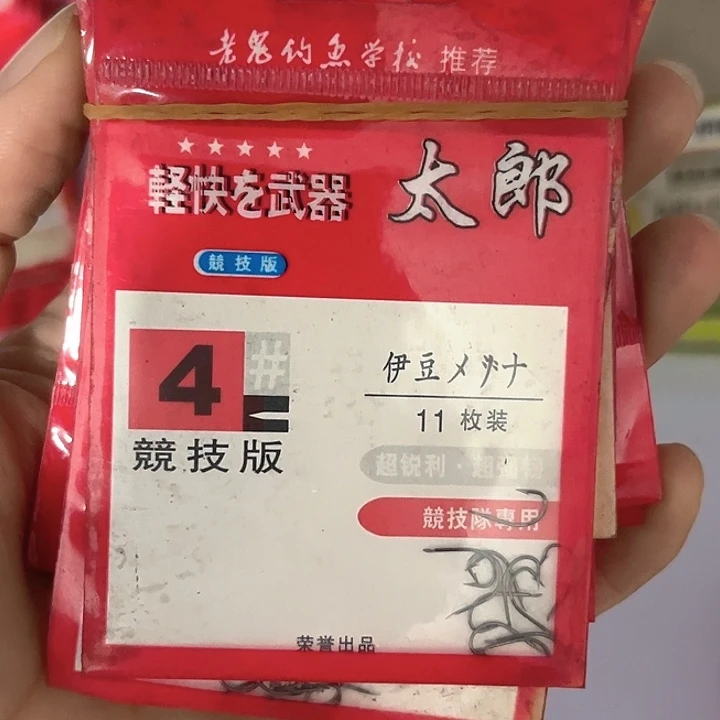 老鬼钓鱼学校 推荐
軽快を武器 太郎
競技版
4 #
競技版
伊豆メジナ
11 枚装
超锐利·超强韧
競技隊專用
荣誉出品